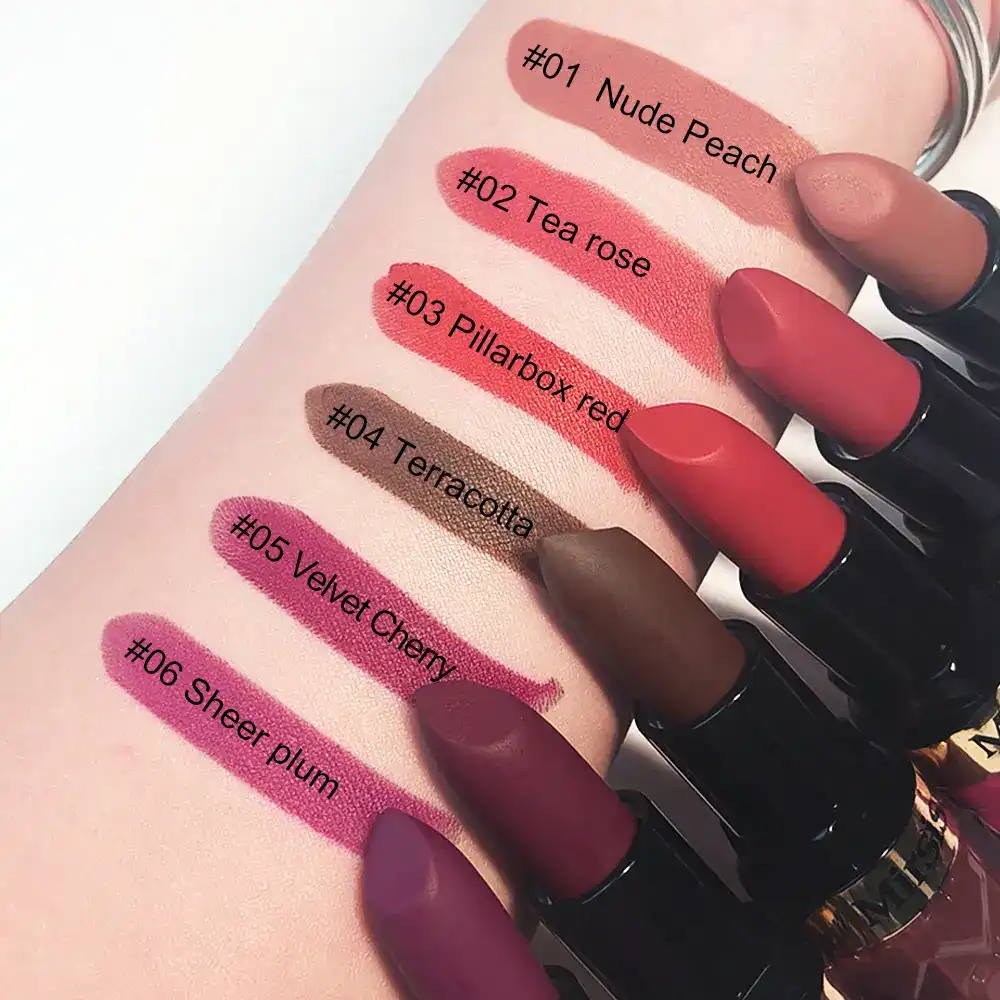 #01 Nude Peach
#02 Tea rose
#03 Pillarbox red
#04 Terracotta
#05 Velvet Cherry
#06 Sheer plum